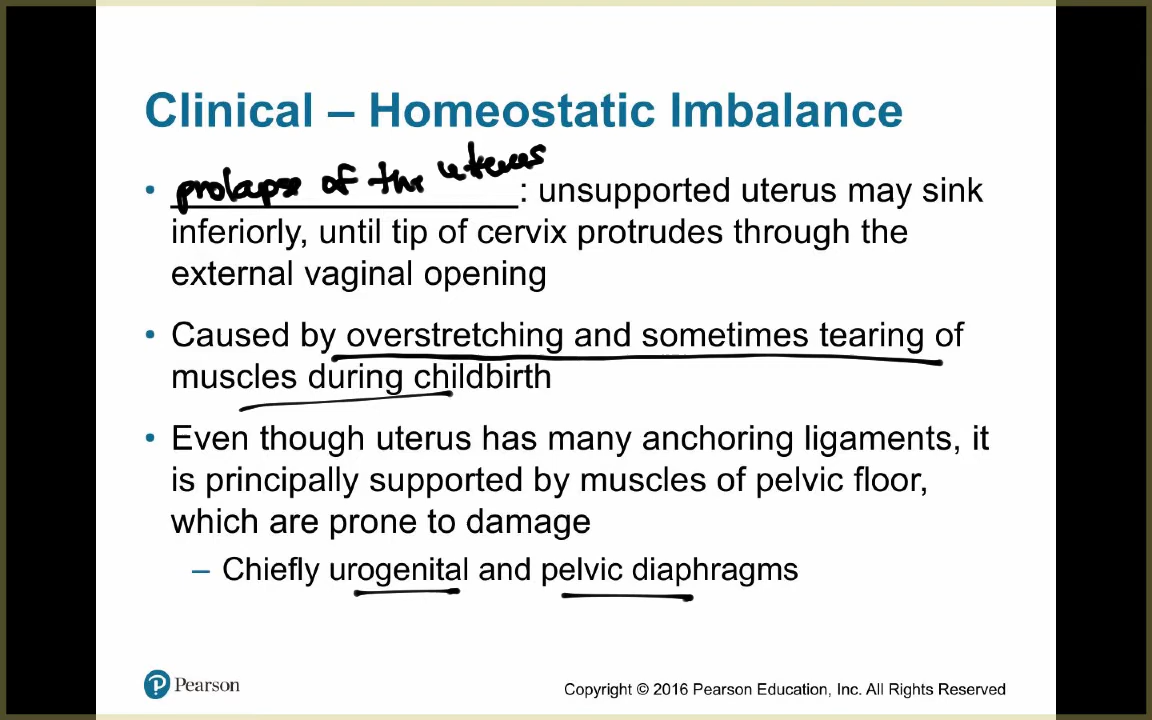 Clinical – Homeostatic Imbalance
• prolapse of the uterus: unsupported uterus may sink
inferiorly, until tip of cervix protrudes through the
external vaginal opening
• Caused by overstretching and sometimes tearing of
muscles during childbirth
• Even though uterus has many anchoring ligaments, it
is principally supported by muscles of pelvic floor,
which are prone to damage
– Chiefly urogenital and pelvic diaphragms
P Pearson
Copyright © 2016 Pearson Education, Inc. All Rights Reserved